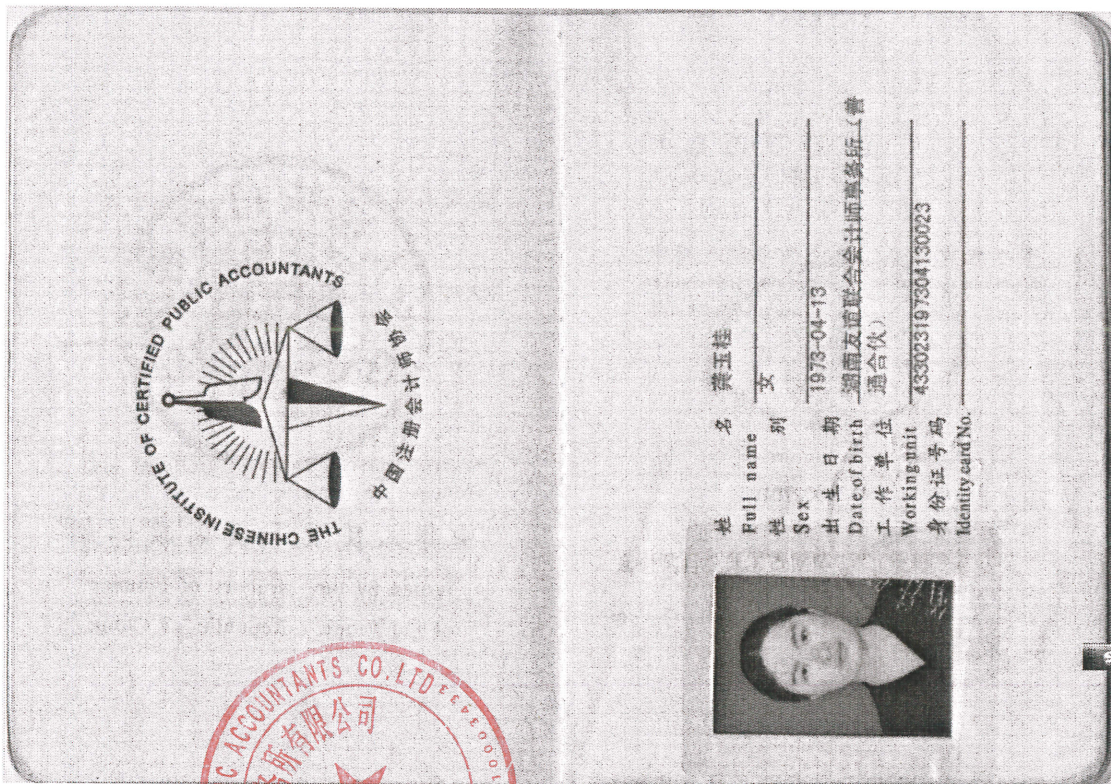 THE CHINESE INSTITUTE OF CERTIFIED PUBLIC ACCOUNTANTS
中国注册会计师协会
ACCOUNTANTS CO.LTD
所有限公司
姓 名 龚玉桂
Full name
性 别 女
Sex
出 生 日 期 1973-04-13
Date of birth
工 作 单 位 湖南友谊联合会计师事务所（普
通合伙）
Working unit
身份证号码 433023197304130023
Identity card No.